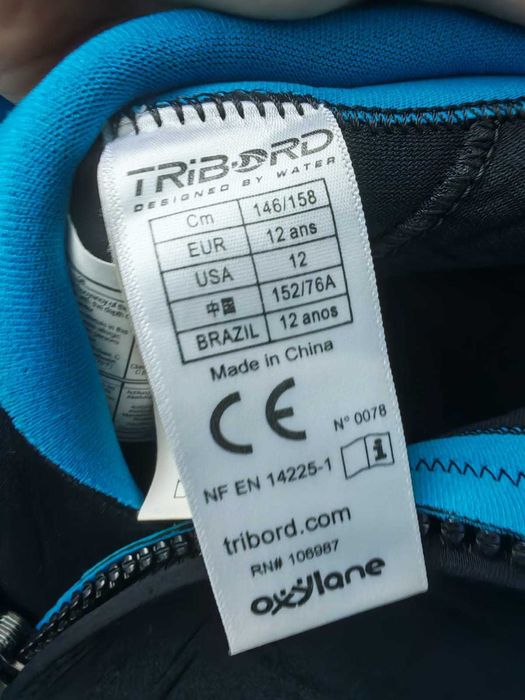 TRIBORD
DESIGNED BY WATER
Cm 146/158
EUR 12 ans
USA 12
中国 152/76A
BRAZIL 12 anos
Made in China
CE N° 0078
NF EN 14225-1 i
tribord.com
RN# 106987
oxylane